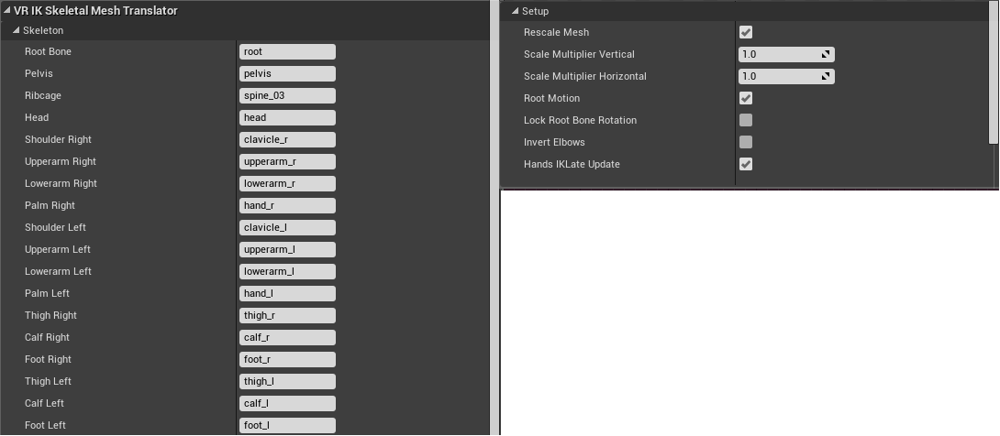 VR IK Skeletal Mesh Translator
Skeleton
Root Bone root
Pelvis pelvis
Ribcage spine_03
Head head
Shoulder Right clavicle_r
Upperarm Right upperarm_r
Lowerarm Right lowerarm_r
Palm Right hand_r
Shoulder Left clavicle_l
Upperarm Left upperarm_l
Lowerarm Left lowerarm_l
Palm Left hand_l
Thigh Right thigh_r
Calf Right calf_r
Foot Right foot_r
Thigh Left thigh_l
Calf Left calf_l
Foot Left foot_l
Setup
Rescale Mesh
Scale Multiplier Vertical 1.0
Scale Multiplier Horizontal 1.0
Root Motion
Lock Root Bone Rotation
Invert Elbows
Hands IKLate Update